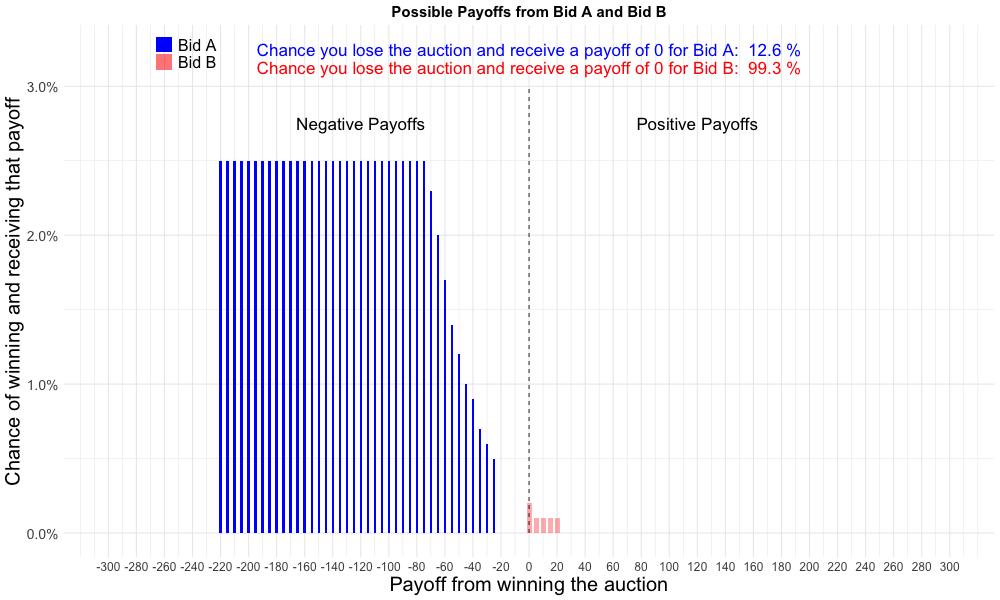 Possible Payoffs from Bid A and Bid B
Bid A
Bid B
Chance you lose the auction and receive a payoff of 0 for Bid A: 12.6 %
Chance you lose the auction and receive a payoff of 0 for Bid B: 99.3 %
Negative Payoffs
Positive Payoffs
Chance of winning and receiving that payoff
3.0%
2.0%
1.0%
0.0%
-300 -280 -260 -240 -220 -200 -180 -160 -140 -120 -100 -80 -60 -40 -20 0 20 40 60 80 100 120 140 160 180 200 220 240 260 280 300
Payoff from winning the auction